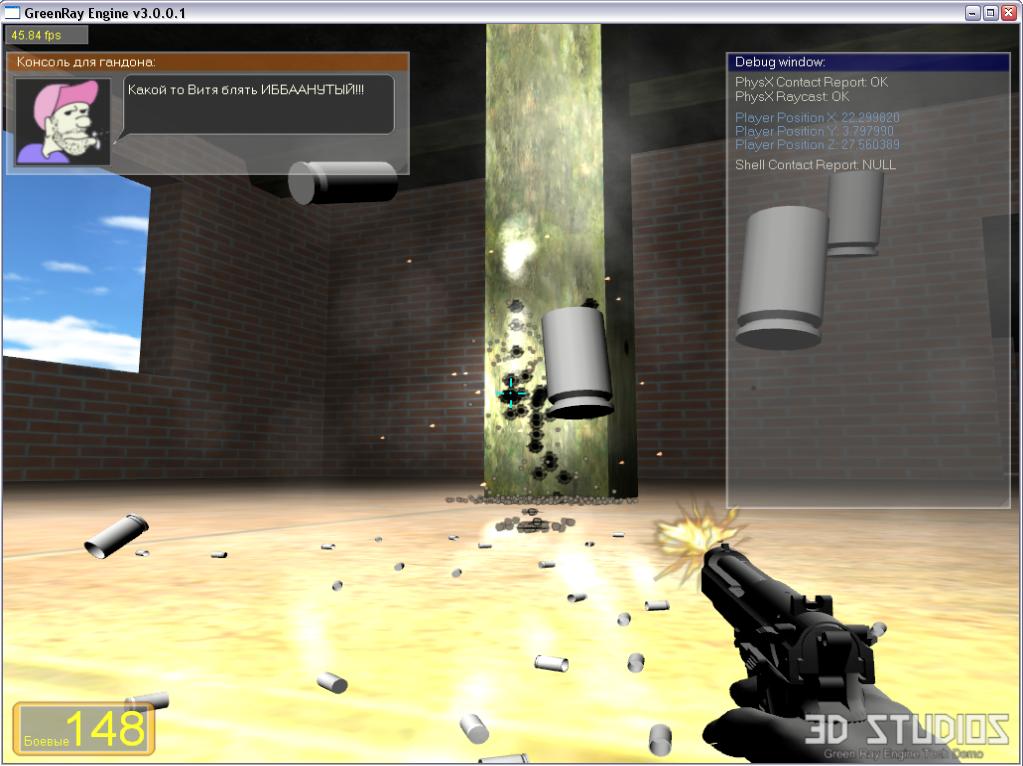 GreenRay Engine v3.0.0.1
45.84 fps
Консоль для гандона:
Какой то Витя блять ИББААНУТЫЙ!!!
Debug window:
PhysX Contact Report: OK
PhysX Raycast: OK
Player Position X: 22.299820
Player Position Y: 3.797990
Player Position Z: 27.560389
Shell Contact Report: NULL
Боевые 148
3D STUDIOS
Green Ray Engine Tech Demo